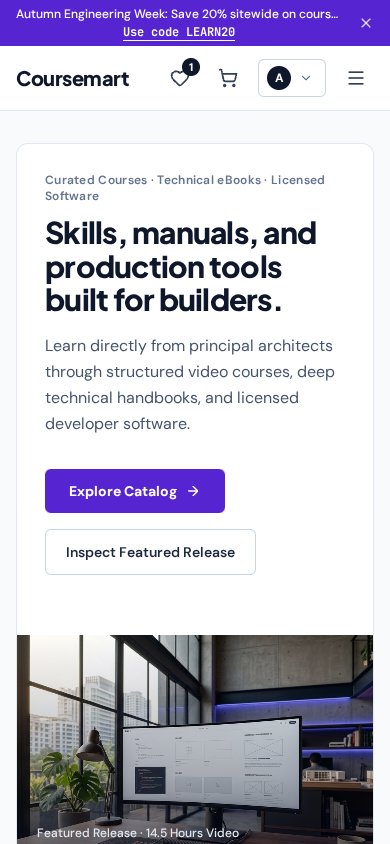 Autumn Engineering Week: Save 20% sitewide on cours…
Use code LEARN20
Coursemart
1
A
Curated Courses · Technical eBooks · Licensed
Software
Skills, manuals, and
production tools
built for builders.
Learn directly from principal architects
through structured video courses, deep
technical handbooks, and licensed
developer software.
Explore Catalog →
Inspect Featured Release
Featured Release · 14.5 Hours Video